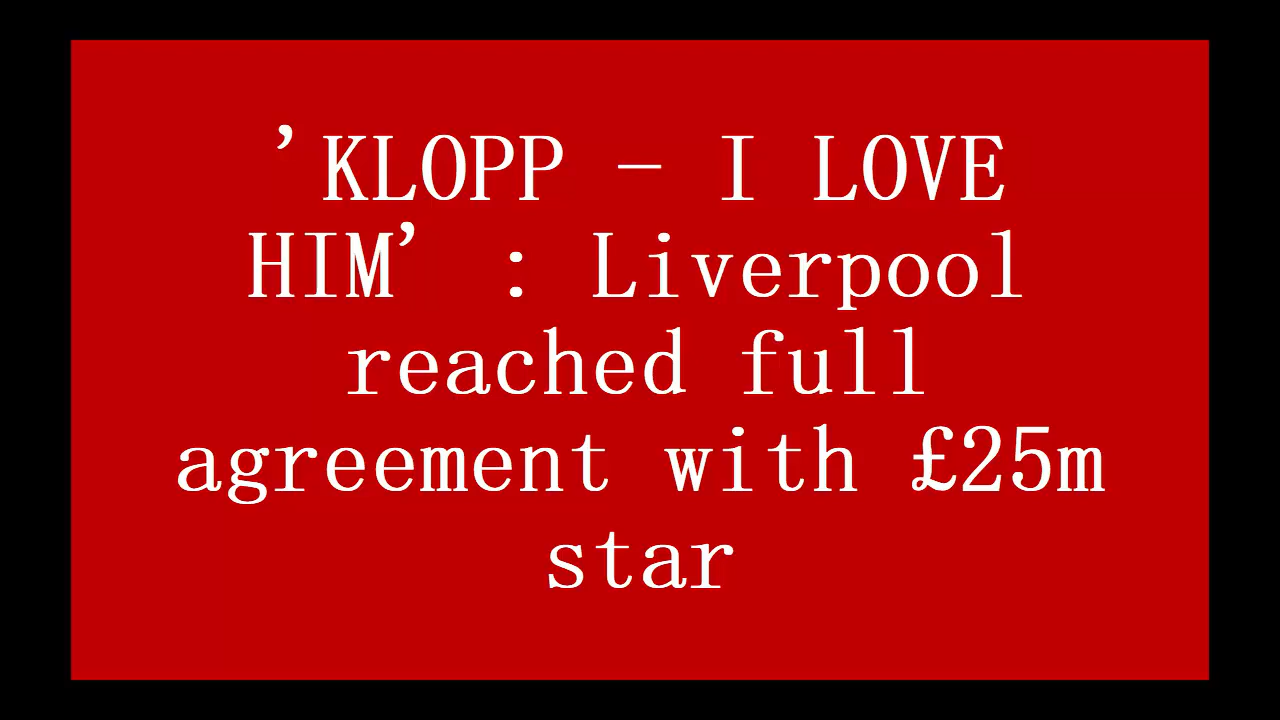 ’KLOPP – I LOVE
HIM’ : Liverpool
reached full
agreement with £25m
star